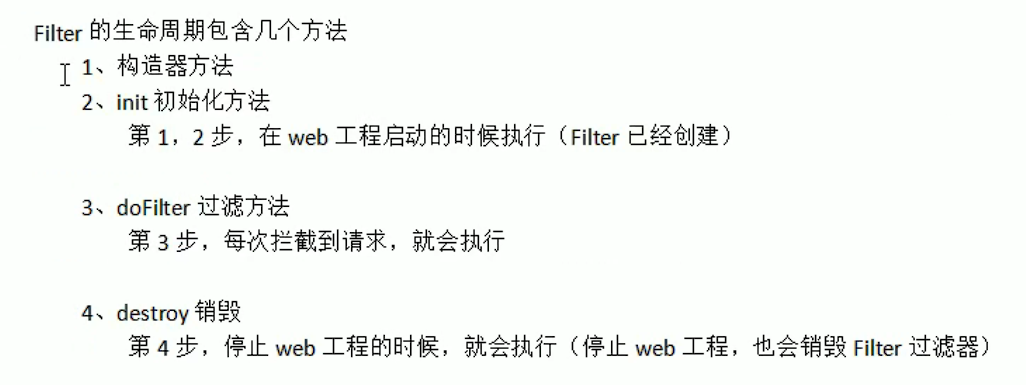 Filter 的生命周期包含几个方法
1、构造器方法
2、init 初始化方法
第 1，2 步，在 web 工程启动的时候执行（Filter 已经创建）
3、doFilter 过滤方法
第 3 步，每次拦截到请求，就会执行
4、destroy 销毁
第 4 步，停止 web 工程的时候，就会执行（停止 web 工程，也会销毁 Filter 过滤器）